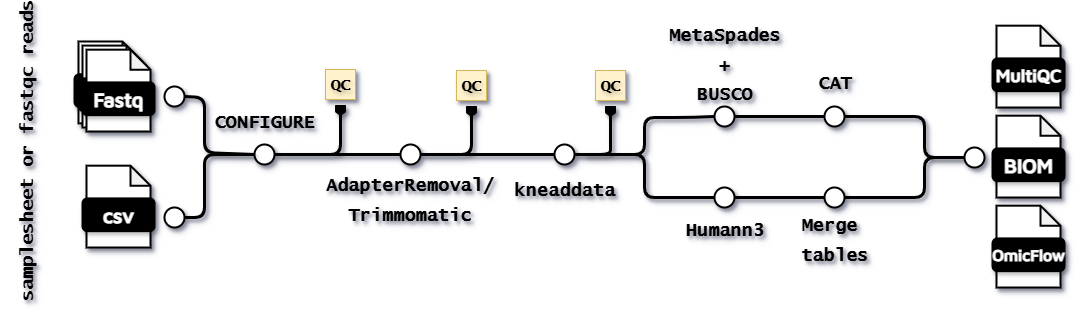 samplesheet or fastqc reads
Fastq
csv
CONFIGURE
QC
QC
QC
AdapterRemoval/
Trimmomatic
kneaddata
MetaSpades
+
BUSCO
CAT
Humann3
Merge
tables
MultiQC
BIOM
OmicFlow